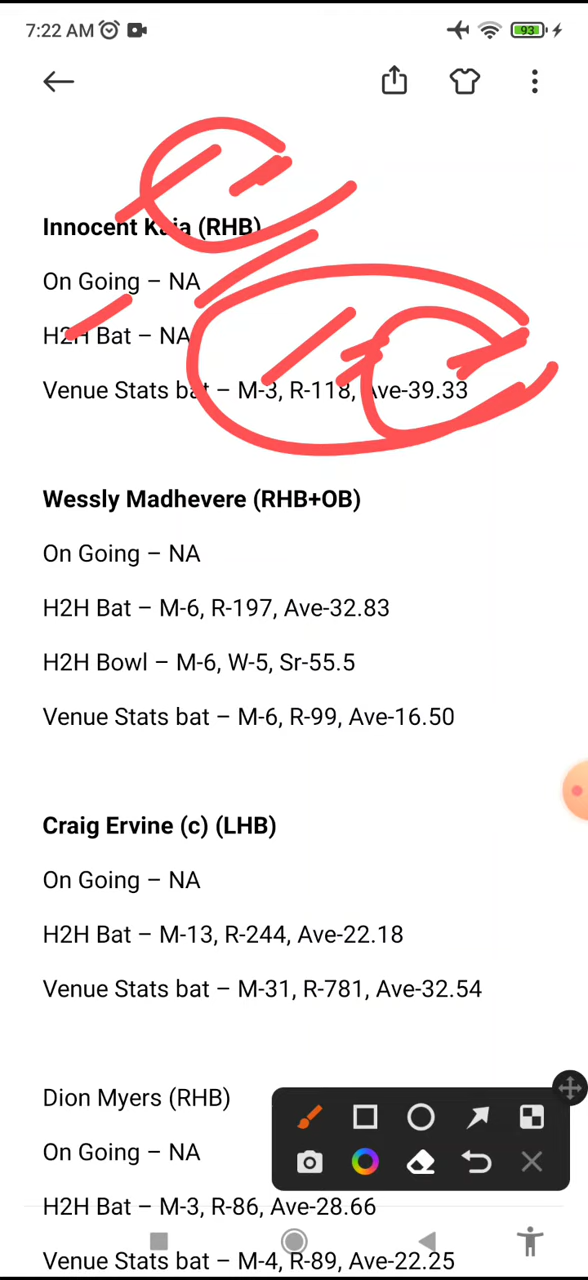 7:22 AM
93
Innocent Kaia (RHB)
On Going – NA
H2H Bat – NA
Venue Stats bat – M-3, R-118, Ave-39.33
Wessly Madhevere (RHB+OB)
On Going – NA
H2H Bat – M-6, R-197, Ave-32.83
H2H Bowl – M-6, W-5, Sr-55.5
Venue Stats bat – M-6, R-99, Ave-16.50
Craig Ervine (c) (LHB)
On Going – NA
H2H Bat – M-13, R-244, Ave-22.18
Venue Stats bat – M-31, R-781, Ave-32.54
Dion Myers (RHB)
On Going – NA
H2H Bat – M-3, R-86, Ave-28.66
Venue Stats bat – M-4, R-89, Ave-22.25